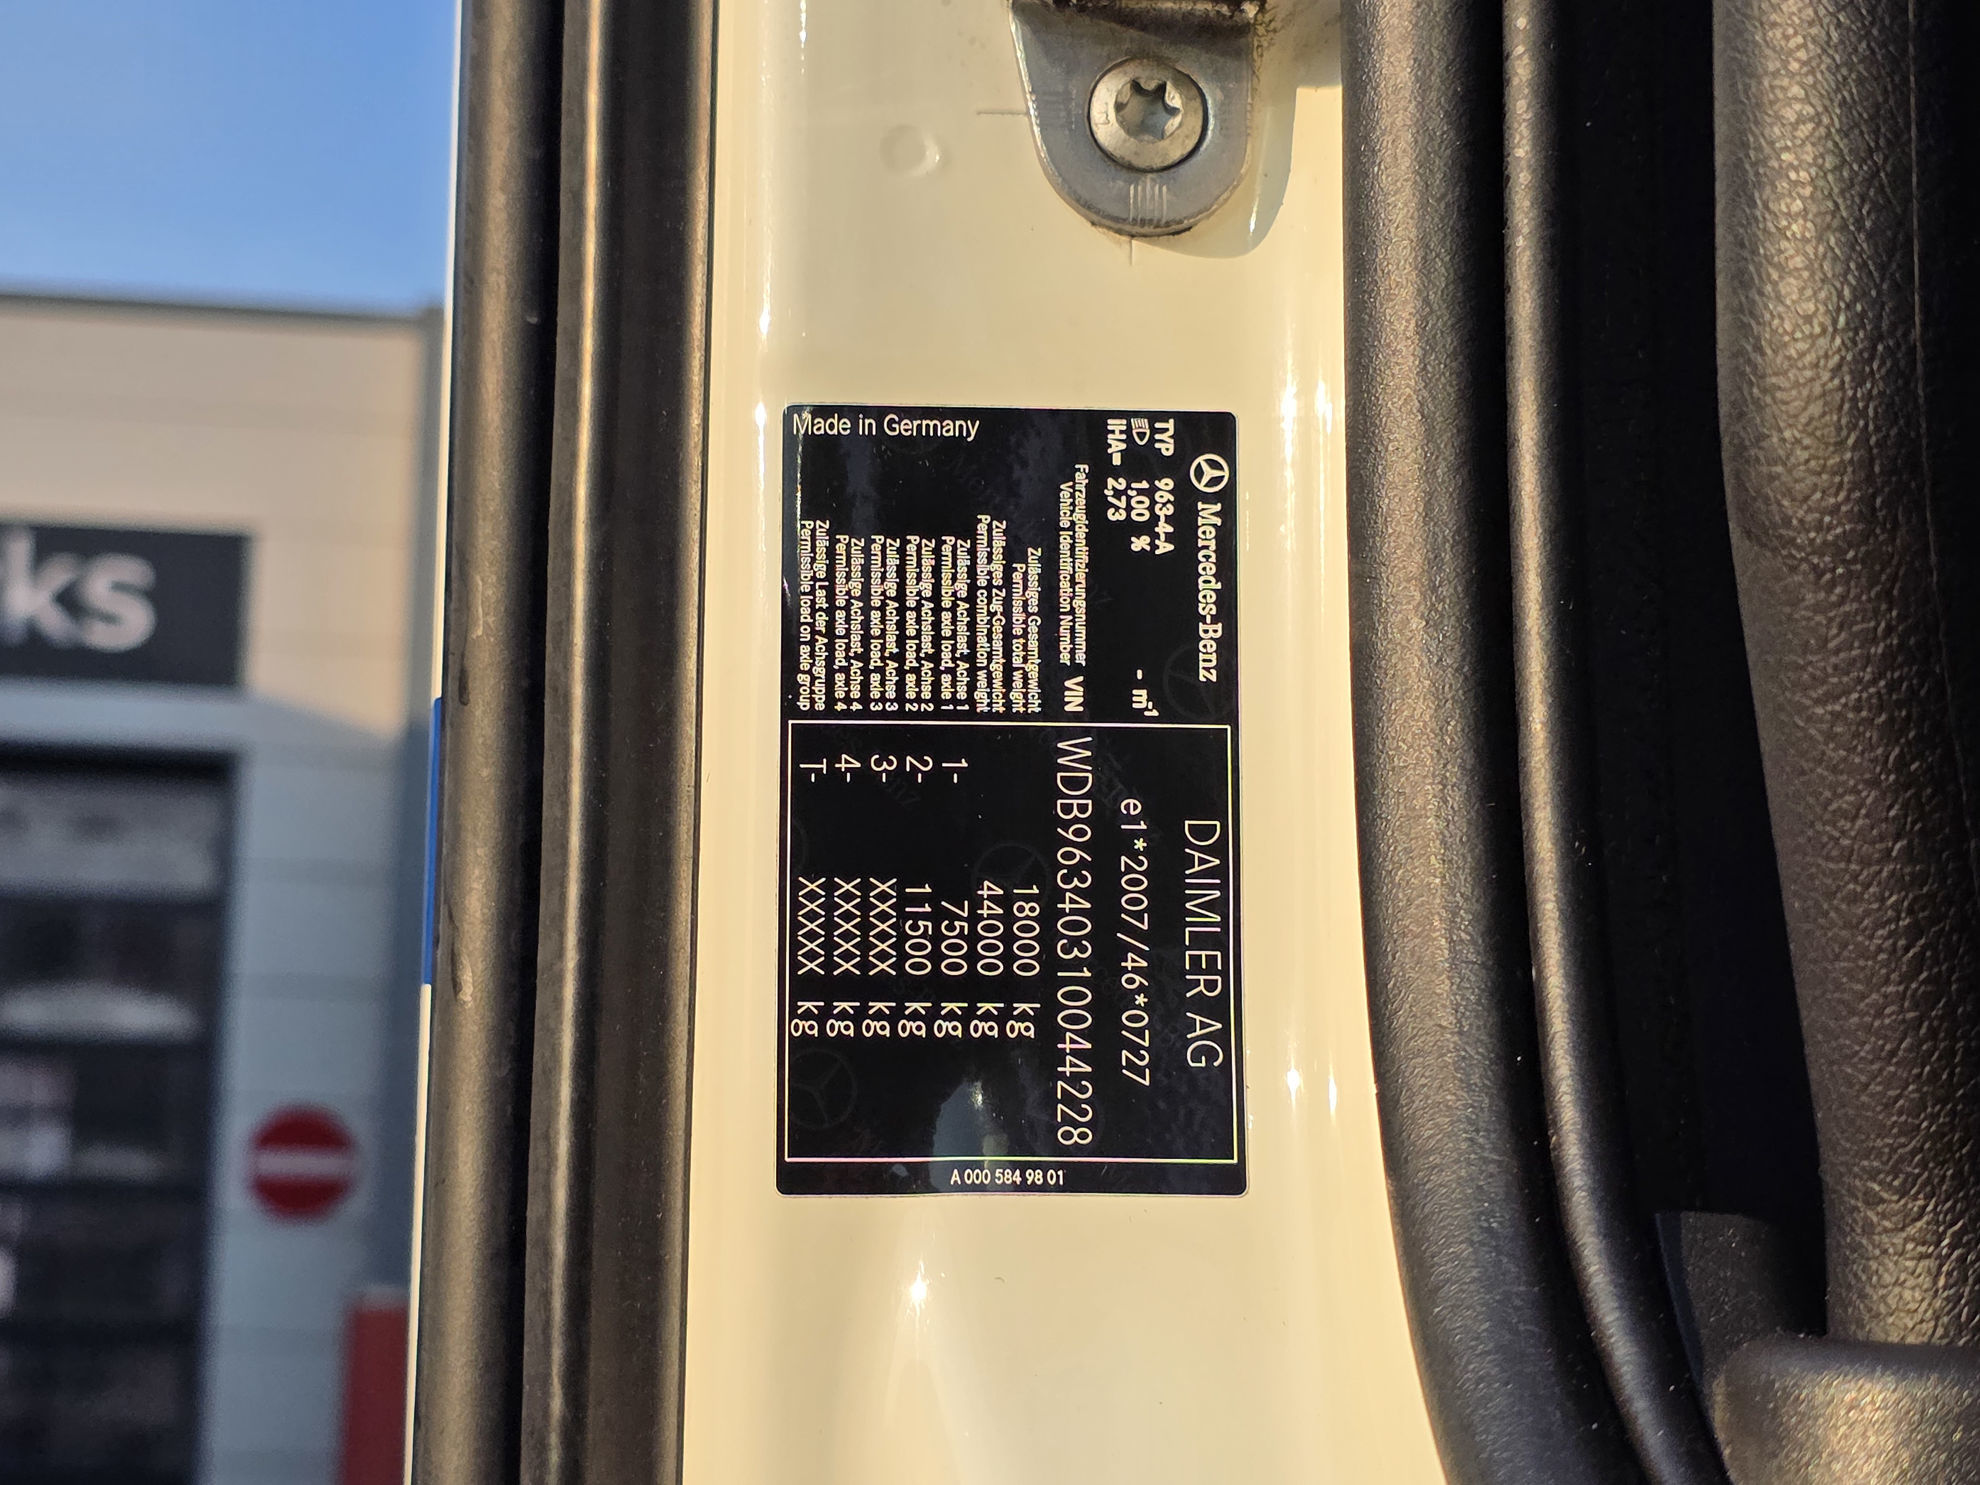 Mercedes-Benz
TYP 963-4-A
1,00 % - m-1
iHA= 2,73
Fahrzeugidentifizierungsnummer
Vehicle Identification Number VIN
Zulässiges Gesamtgewicht
Permissible total weight
Zulässiges Zug-Gesamtgewicht
Permissible combination weight
Zulässige Achslast, Achse 1
Permissible axle load, axle 1
Zulässige Achslast, Achse 2
Permissible axle load, axle 2
Zulässige Achslast, Achse 3
Permissible axle load, axle 3
Zulässige Achslast, Achse 4
Permissible axle load, axle 4
Zulässige Last der Achsgruppe
Permissible load on axle group
Made in Germany
DAIMLER AG
e1*2007/46*0727
WDB9634031004 4228
18000 kg
44000 kg
1- 7500 kg
2- 11500 kg
3- XXXXX kg
4- XXXXX kg
T- XXXXX kg
A 000 584 98 01